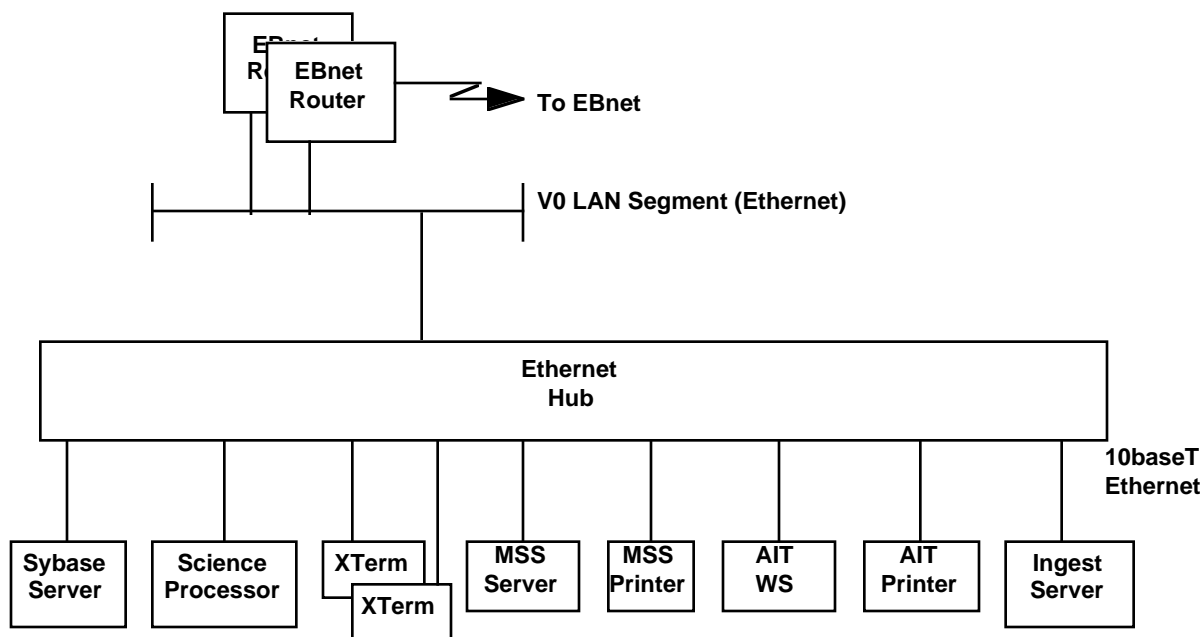 EBnet
EBnet
Router
To EBnet
V0 LAN Segment (Ethernet)
Ethernet
Hub
10baseT
Ethernet
Sybase
Server
Science
Processor
XTerm
XTerm
MSS
Server
MSS
Printer
AIT
WS
AIT
Printer
Ingest
Server